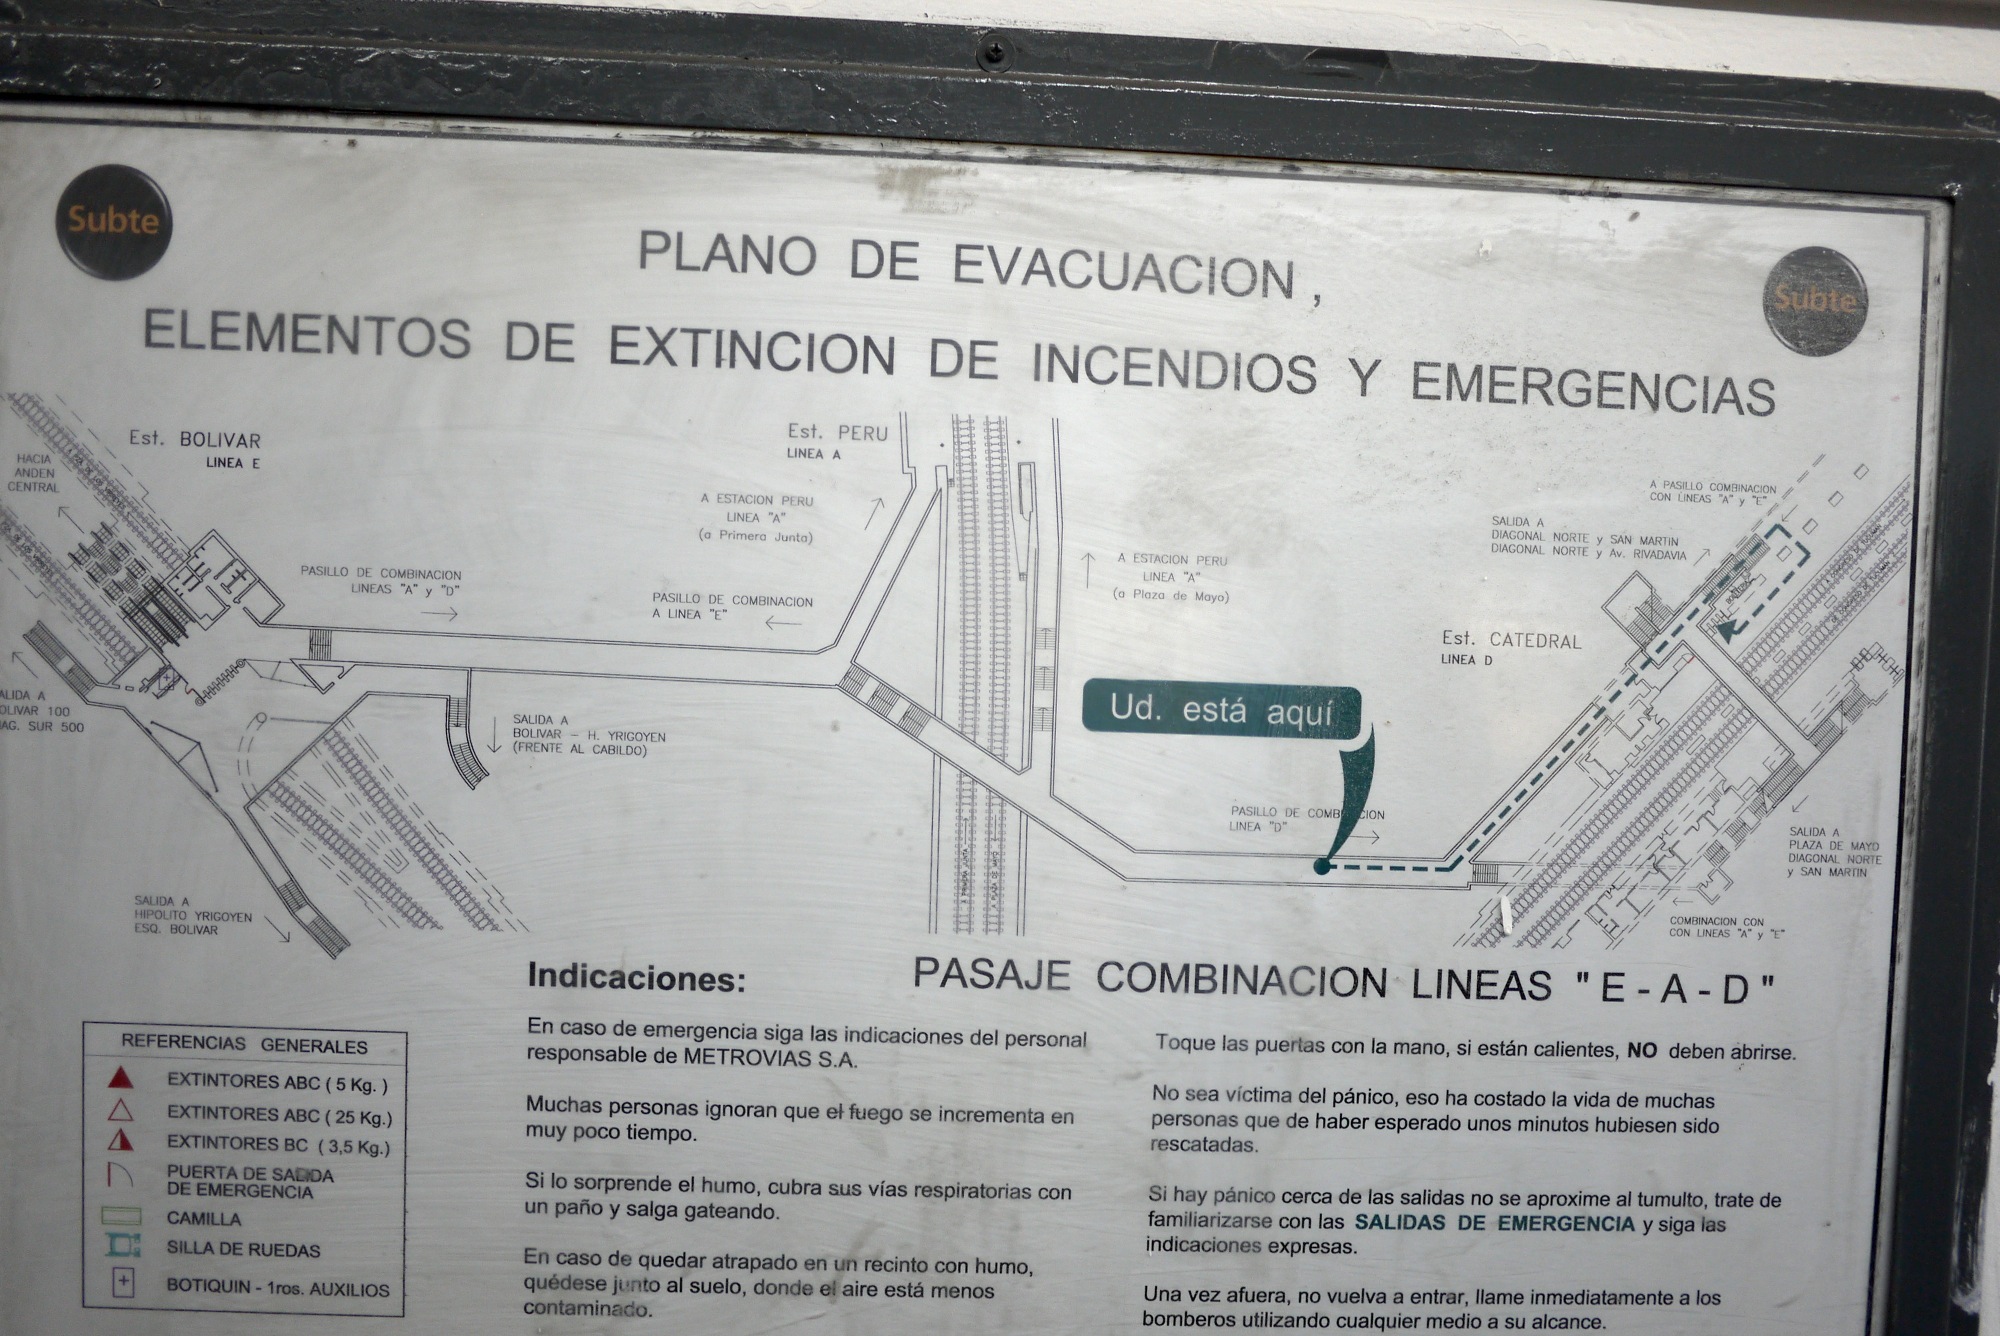 Subte
Subte
PLANO DE EVACUACION ,
ELEMENTOS DE EXTINCION DE INCENDIOS Y EMERGENCIAS
Est. BOLIVAR
LINEA E
HACIA
ANDEN
CENTRAL
PASILLO DE COMBINACION
LINEAS "A" y "D"
Est. PERU
LINEA A
A ESTACION PERU
LINEA "A"
(a Primera Junta)
PASILLO DE COMBINACION
A LINEA "E"
A ESTACION PERU
LINEA "A"
(a Plaza de Mayo)
A PASILLO COMBINACION
CON LINEAS "A" y "E"
SALIDA A
DIAGONAL NORTE y SAN MARTIN
DIAGONAL NORTE y Av. RIVADAVIA
Est. CATEDRAL
LINEA D
Ud. está aquí
PASILLO DE COMBINACION
LINEA "D"
ALIDA A
OLIVAR 100
AG. SUR 500
SALIDA A
BOLIVAR - H. YRIGOYEN
(FRENTE AL CABILDO)
SALIDA A
HIPOLITO YRIGOYEN
ESQ. BOLIVAR
A PRIMERA JUNTA
A PLAZA DE MAYO
SALIDA A
PLAZA DE MAYO
DIAGONAL NORTE
y SAN MARTIN
COMBINACION CON
CON LINEAS "A" y "E"
PASAJE COMBINACION LINEAS " E - A - D "
REFERENCIAS GENERALES
EXTINTORES ABC ( 5 Kg. )
EXTINTORES ABC ( 25 Kg.)
EXTINTORES BC ( 3,5 Kg.)
PUERTA DE SALIDA
DE EMERGENCIA
CAMILLA
SILLA DE RUEDAS
BOTIQUIN - 1ros. AUXILIOS
Indicaciones:
En caso de emergencia siga las indicaciones del personal
responsable de METROVIAS S.A.
Muchas personas ignoran que el fuego se incrementa en
muy poco tiempo.
Si lo sorprende el humo, cubra sus vías respiratorias con
un paño y salga gateando.
En caso de quedar atrapado en un recinto con humo,
quédese junto al suelo, donde el aire está menos
contaminado.
Toque las puertas con la mano, si están calientes, NO deben abrirse.
No sea víctima del pánico, eso ha costado la vida de muchas
personas que de haber esperado unos minutos hubiesen sido
rescatadas.
Si hay pánico cerca de las salidas no se aproxime al tumulto, trate de
familiarizarse con las SALIDAS DE EMERGENCIA y siga las
indicaciones expresas.
Una vez afuera, no vuelva a entrar, llame inmediatamente a los
bomberos utilizando cualquier medio a su alcance.